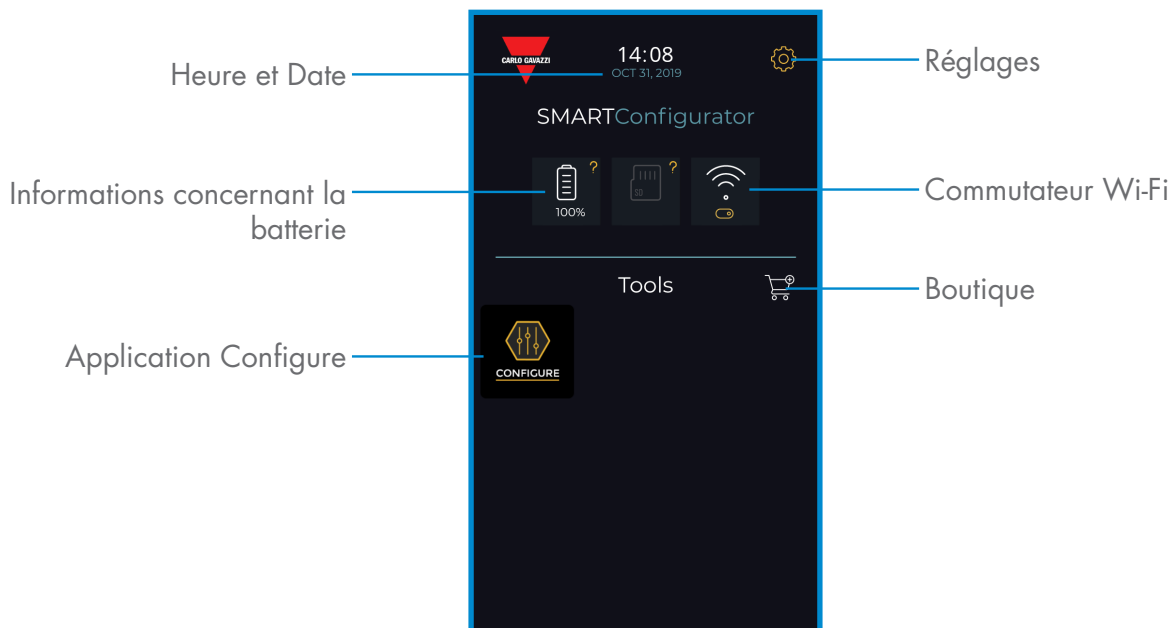 CARLO GAVAZZI
14:08
OCT 31, 2019
Heure et Date
Réglages
SMARTConfigurator
?
?
SD
100%
Informations concernant la
batterie
Commutateur Wi-Fi
Tools
Boutique
Application Configure
CONFIGURE